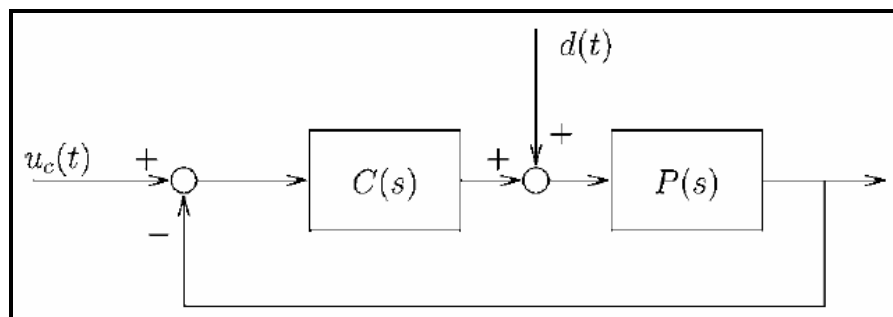 d(t)
u_c(t)
+
−
C(s)
+
+
P(s)